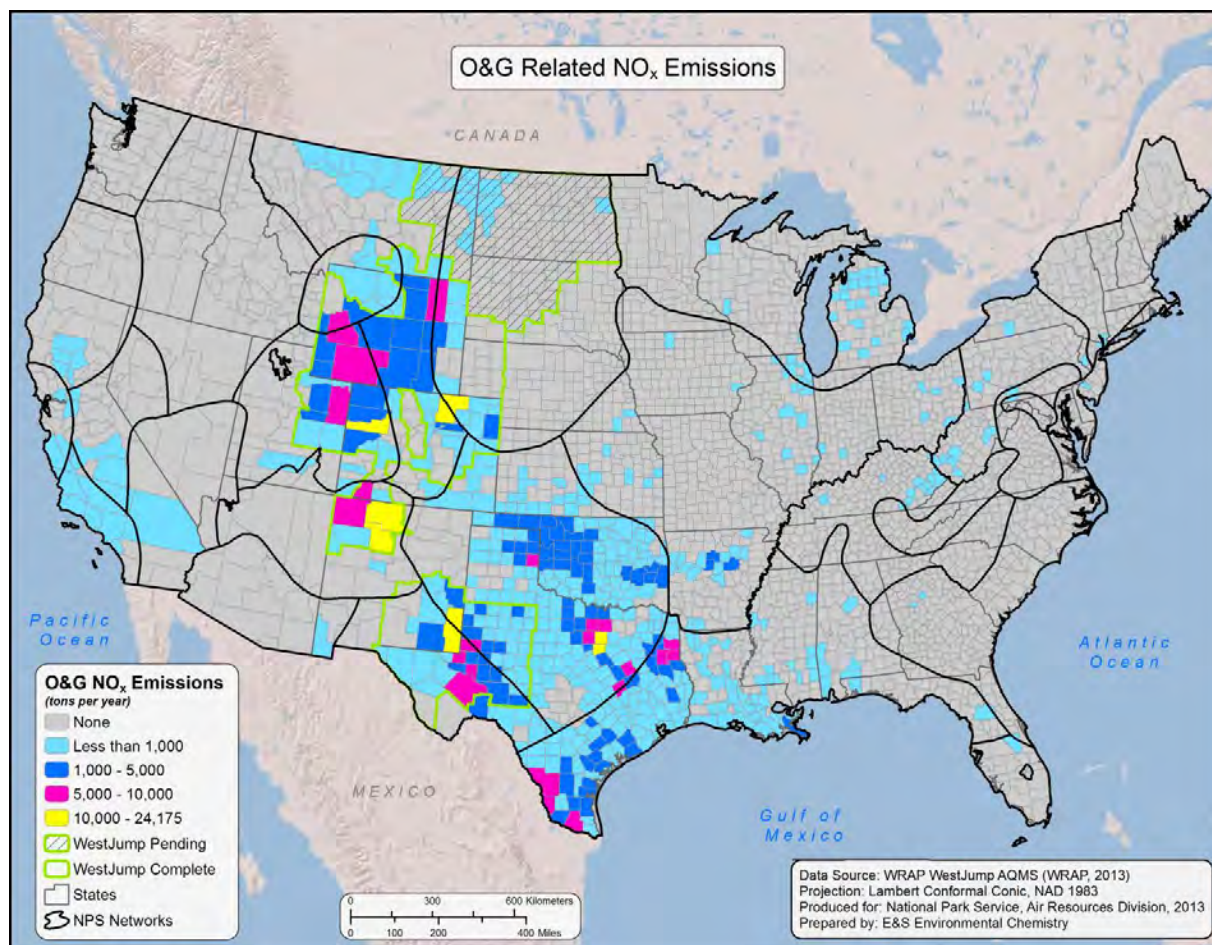 O&G Related NOx Emissions
CANADA
Pacific
Ocean
Atlantic
Ocean
MEXICO
Gulf of
Mexico
O&G NOx Emissions
(tons per year)
None
Less than 1,000
1,000 - 5,000
5,000 - 10,000
10,000 - 24,175
WestJump Pending
WestJump Complete
States
NPS Networks
0 300 600 Kilometers
0 200 400 Miles
Data Source: WRAP WestJump AQMS (WRAP, 2013)
Projection: Lambert Conformal Conic, NAD 1983
Produced for: National Park Service, Air Resources Division, 2013
Prepared by: E&S Environmental Chemistry